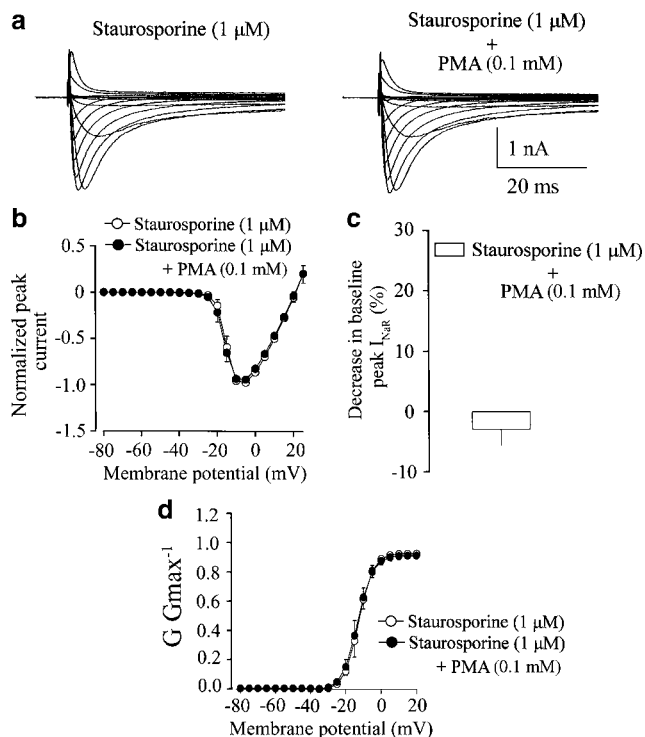 a
Staurosporine (1 µM)
Staurosporine (1 µM)
+
PMA (0.1 mM)
1 nA
20 ms
b
Staurosporine (1 µM)
Staurosporine (1 µM)
+ PMA (0.1 mM)
Normalized peak
current
0.5
0
-0.5
-1.0
-1.5
-80 -60 -40 -20 0 20
Membrane potential (mV)
c
Staurosporine (1 µM)
+
PMA (0.1 mM)
Decrease in baseline
peak INaR (%)
30
20
10
0
-10
d
G Gmax-1
1.2
1.0
0.8
0.6
0.4
0.2
0.0
Staurosporine (1 µM)
Staurosporine (1 µM)
+ PMA (0.1 mM)
-80 -60 -40 -20 0 20
Membrane potential (mV)